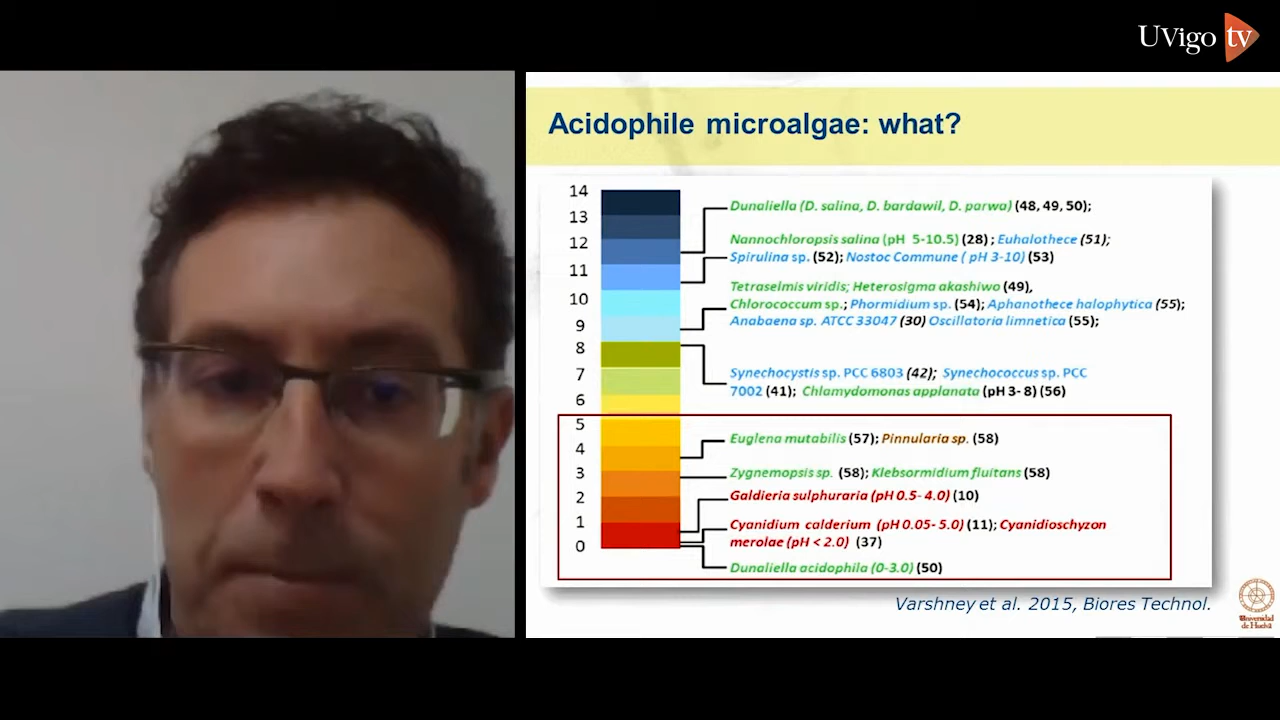 UVigo tv
Acidophile microalgae: what?
14
13
12
11
10
9
8
7
6
5
4
3
2
1
0
Dunaliella (D. salina, D. bardawil, D. parwa) (48, 49, 50);
Nannochloropsis salina (pH 5-10.5) (28) ; Euhalothece (51);
Spirulina sp. (52); Nostoc Commune ( pH 3-10) (53)
Tetraselmis viridis; Heterosigma akashiwo (49),
Chlorococcum sp.; Phormidium sp. (54); Aphanothece halophytica (55);
Anabaena sp. ATCC 33047 (30) Oscillatoria limnetica (55);
Synechocystis sp. PCC 6803 (42); Synechococcus sp. PCC
7002 (41); Chlamydomonas applanata (pH 3- 8) (56)
Euglena mutabilis (57); Pinnularia sp. (58)
Zygnemopsis sp. (58); Klebsormidium fluitans (58)
Galdieria sulphuraria (pH 0.5- 4.0) (10)
Cyanidium calderium (pH 0.05- 5.0) (11); Cyanidioschyzon
merolae (pH < 2.0) (37)
Dunaliella acidophila (0-3.0) (50)
Varshney et al. 2015, Biores Technol.
Universidad
de Huelva